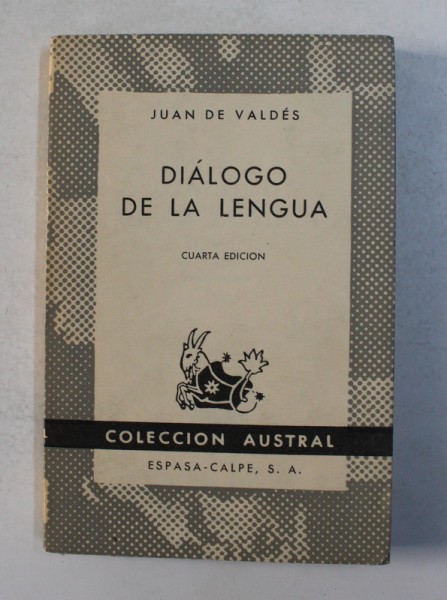 JUAN DE VALDÉS
DIÁLOGO
DE LA LENGUA
CUARTA EDICION
COLECCION AUSTRAL
ESPASA-CALPE, S. A.